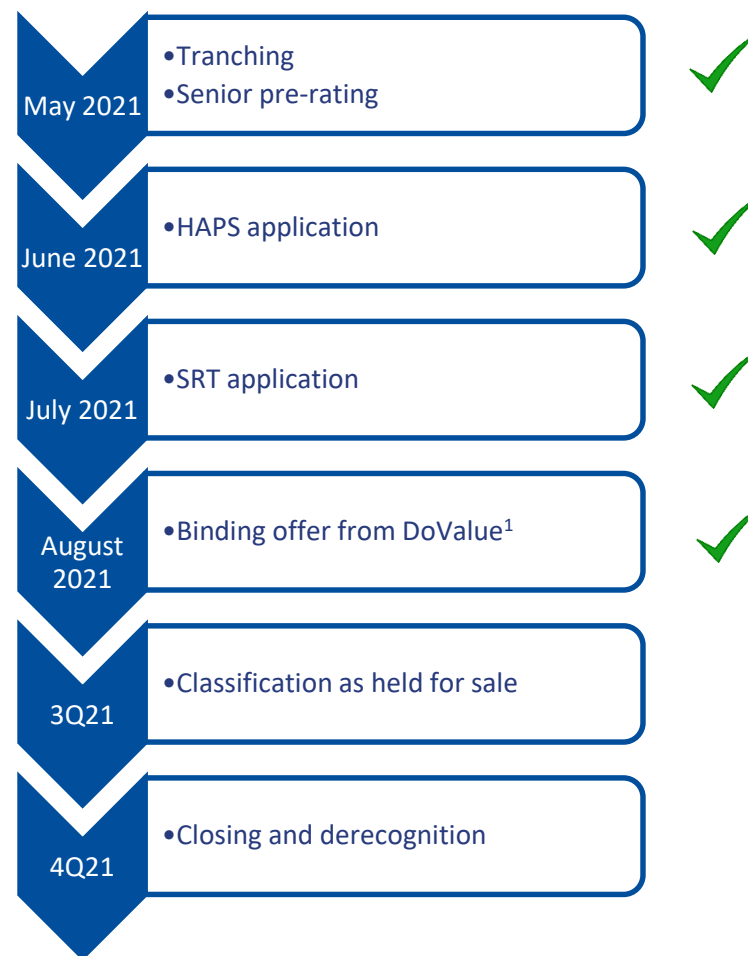 May 2021
•Tranching
•Senior pre-rating
June 2021
•HAPS application
July 2021
•SRT application
August
2021
•Binding offer from DoValue¹
3Q21
•Classification as held for sale
4Q21
•Closing and derecognition